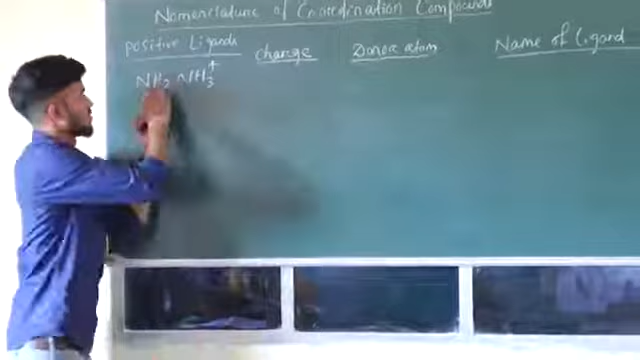 Nomenclature of Coordination Compounds
Positive Ligands charge Donor atom Name of Ligand
NH2 NH3+